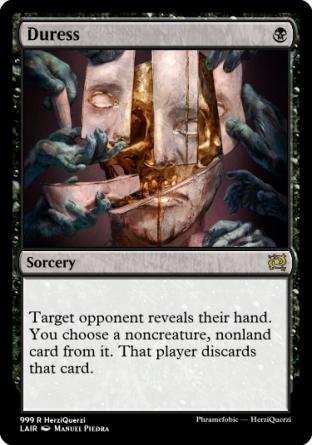 Duress
Sorcery
Target opponent reveals their hand.
You choose a noncreature, nonland
card from it. That player discards
that card.
999 R HerziQuerzi
Phramefobic — HerziQuerzi
LAIR Manuel Piedra